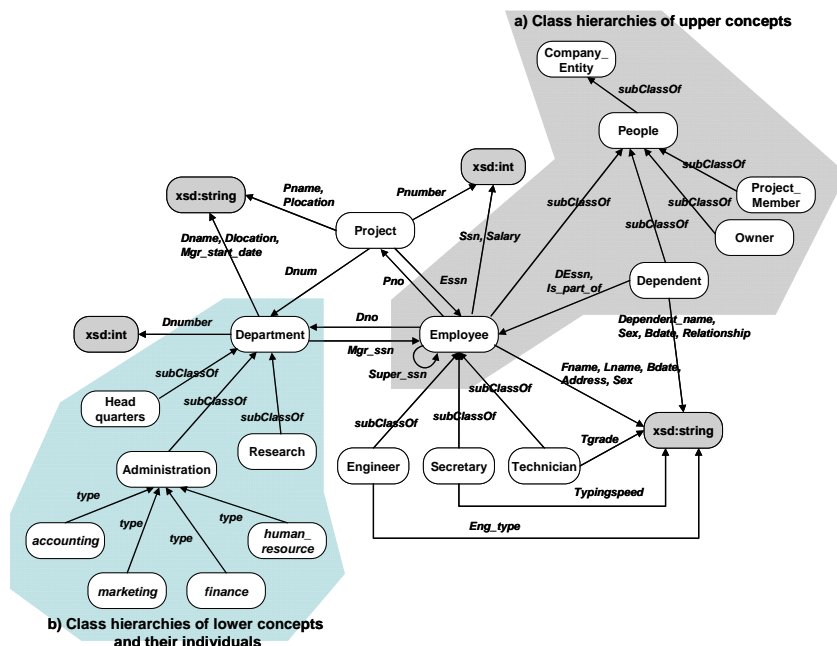 a) Class hierarchies of upper concepts
Company_
Entity
subClassOf
People
xsd:int
subClassOf
xsd:string
Pname,
Plocation
Pnumber
subClassOf
Project_
Member
subClassOf
Project
Ssn, Salary
subClassOf
Owner
Dname, Dlocation,
Mgr_start_date
Dnum
Pno
Essn
DEssn,
Is_part_of
Dependent
xsd:int
Dnumber
Department
Dno
Employee
Dependent_name,
Sex, Bdate, Relationship
Mgr_ssn
Super_ssn
subClassOf
Fname, Lname, Bdate,
Address, Sex
Head
quarters
subClassOf
subClassOf
subClassOf
subClassOf
subClassOf
xsd:string
Research
Tgrade
Administration
Engineer
Secretary
Technician
type
Typingspeed
type
type
type
Eng_type
accounting
human_
resource
marketing
finance
b) Class hierarchies of lower concepts
and their individuals